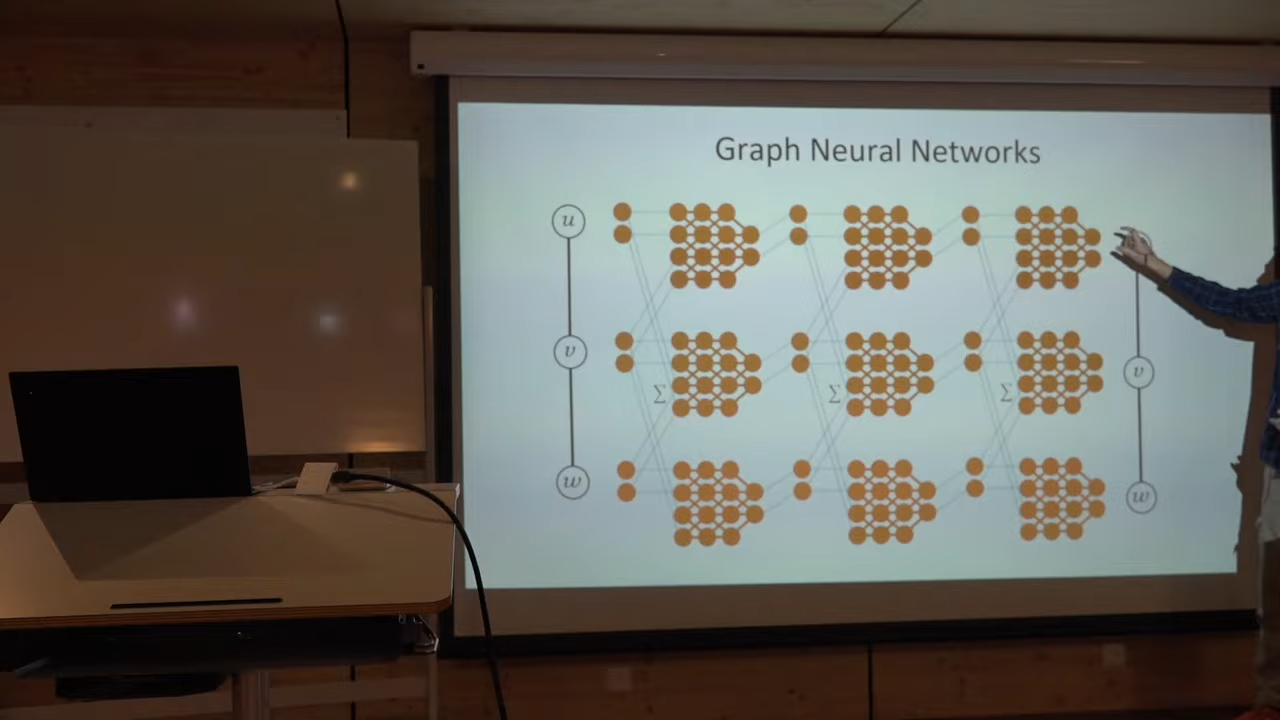 Graph Neural Networks
u
v
Σ Σ Σ
v
w
w